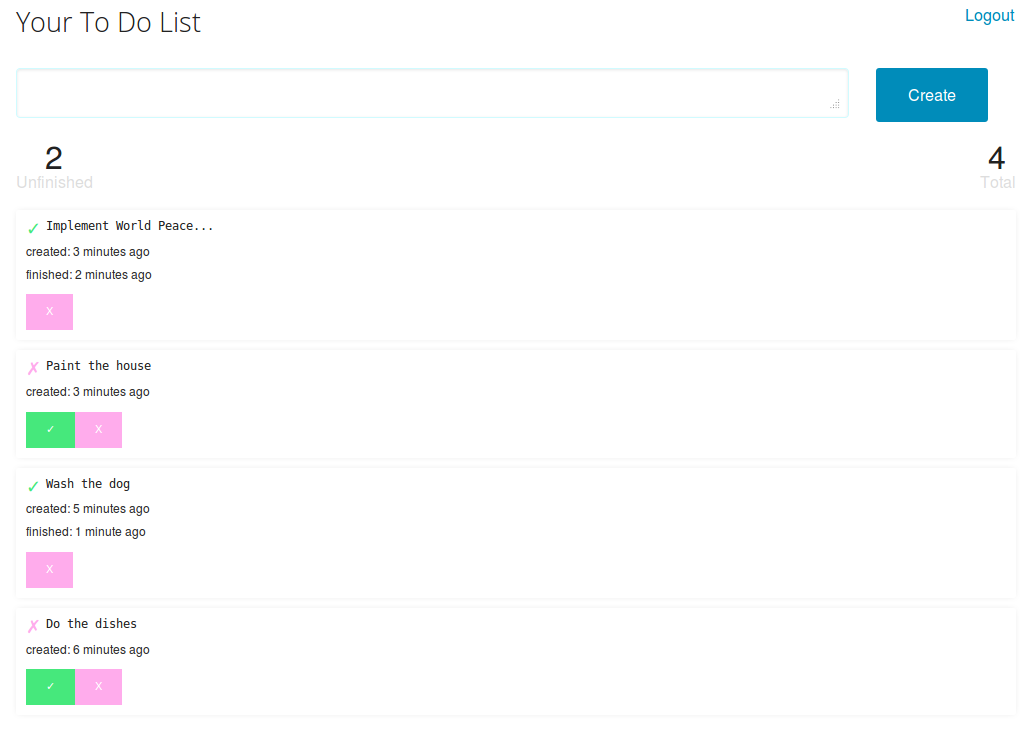 Your To Do List
Logout
Create
2
Unfinished
4
Total
✓ Implement World Peace...
created: 3 minutes ago
finished: 2 minutes ago
X
✗ Paint the house
created: 3 minutes ago
✓ X
✓ Wash the dog
created: 5 minutes ago
finished: 1 minute ago
X
✗ Do the dishes
created: 6 minutes ago
✓ X